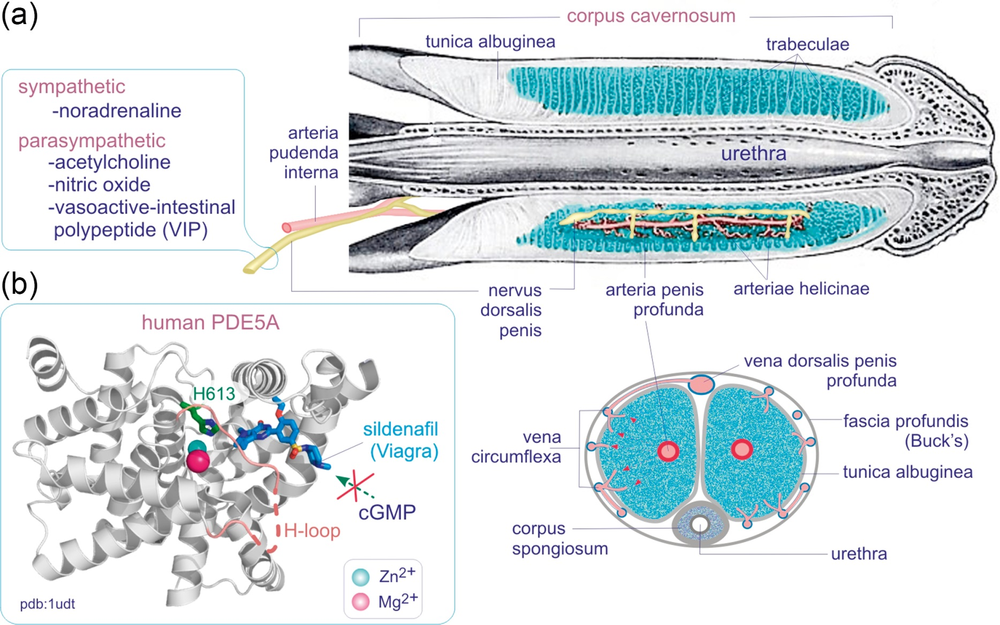 (a)
corpus cavernosum
tunica albuginea
trabeculae
sympathetic
-noradrenaline
parasympathetic
-acetylcholine
-nitric oxide
-vasoactive-intestinal
polypeptide (VIP)
arteria
pudenda
interna
urethra
nervus
dorsalis
penis
arteria penis
profunda
arteriae helicinae
(b)
human PDE5A
H613
sildenafil
(Viagra)
cGMP
H-loop
Zn2+
Mg2+
pdb:1udt
vena dorsalis penis
profunda
fascia profundis
(Buck's)
vena
circumflexa
tunica albuginea
corpus
spongiosum
urethra